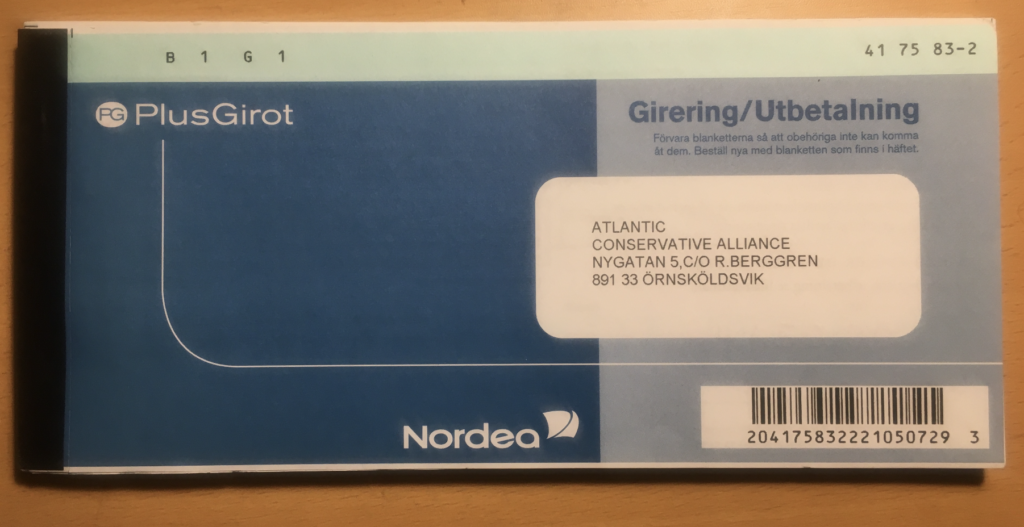 B 1 G 1
41 75 83-2
PG PlusGirot
Girering/Utbetalning
Förvara blanketterna så att obehöriga inte kan komma
åt dem. Beställ nya med blanketten som finns i häftet.
ATLANTIC
CONSERVATIVE ALLIANCE
NYGATAN 5,C/O R.BERGGREN
891 33 ÖRNSKÖLDSVIK
Nordea
204175832221050729 3